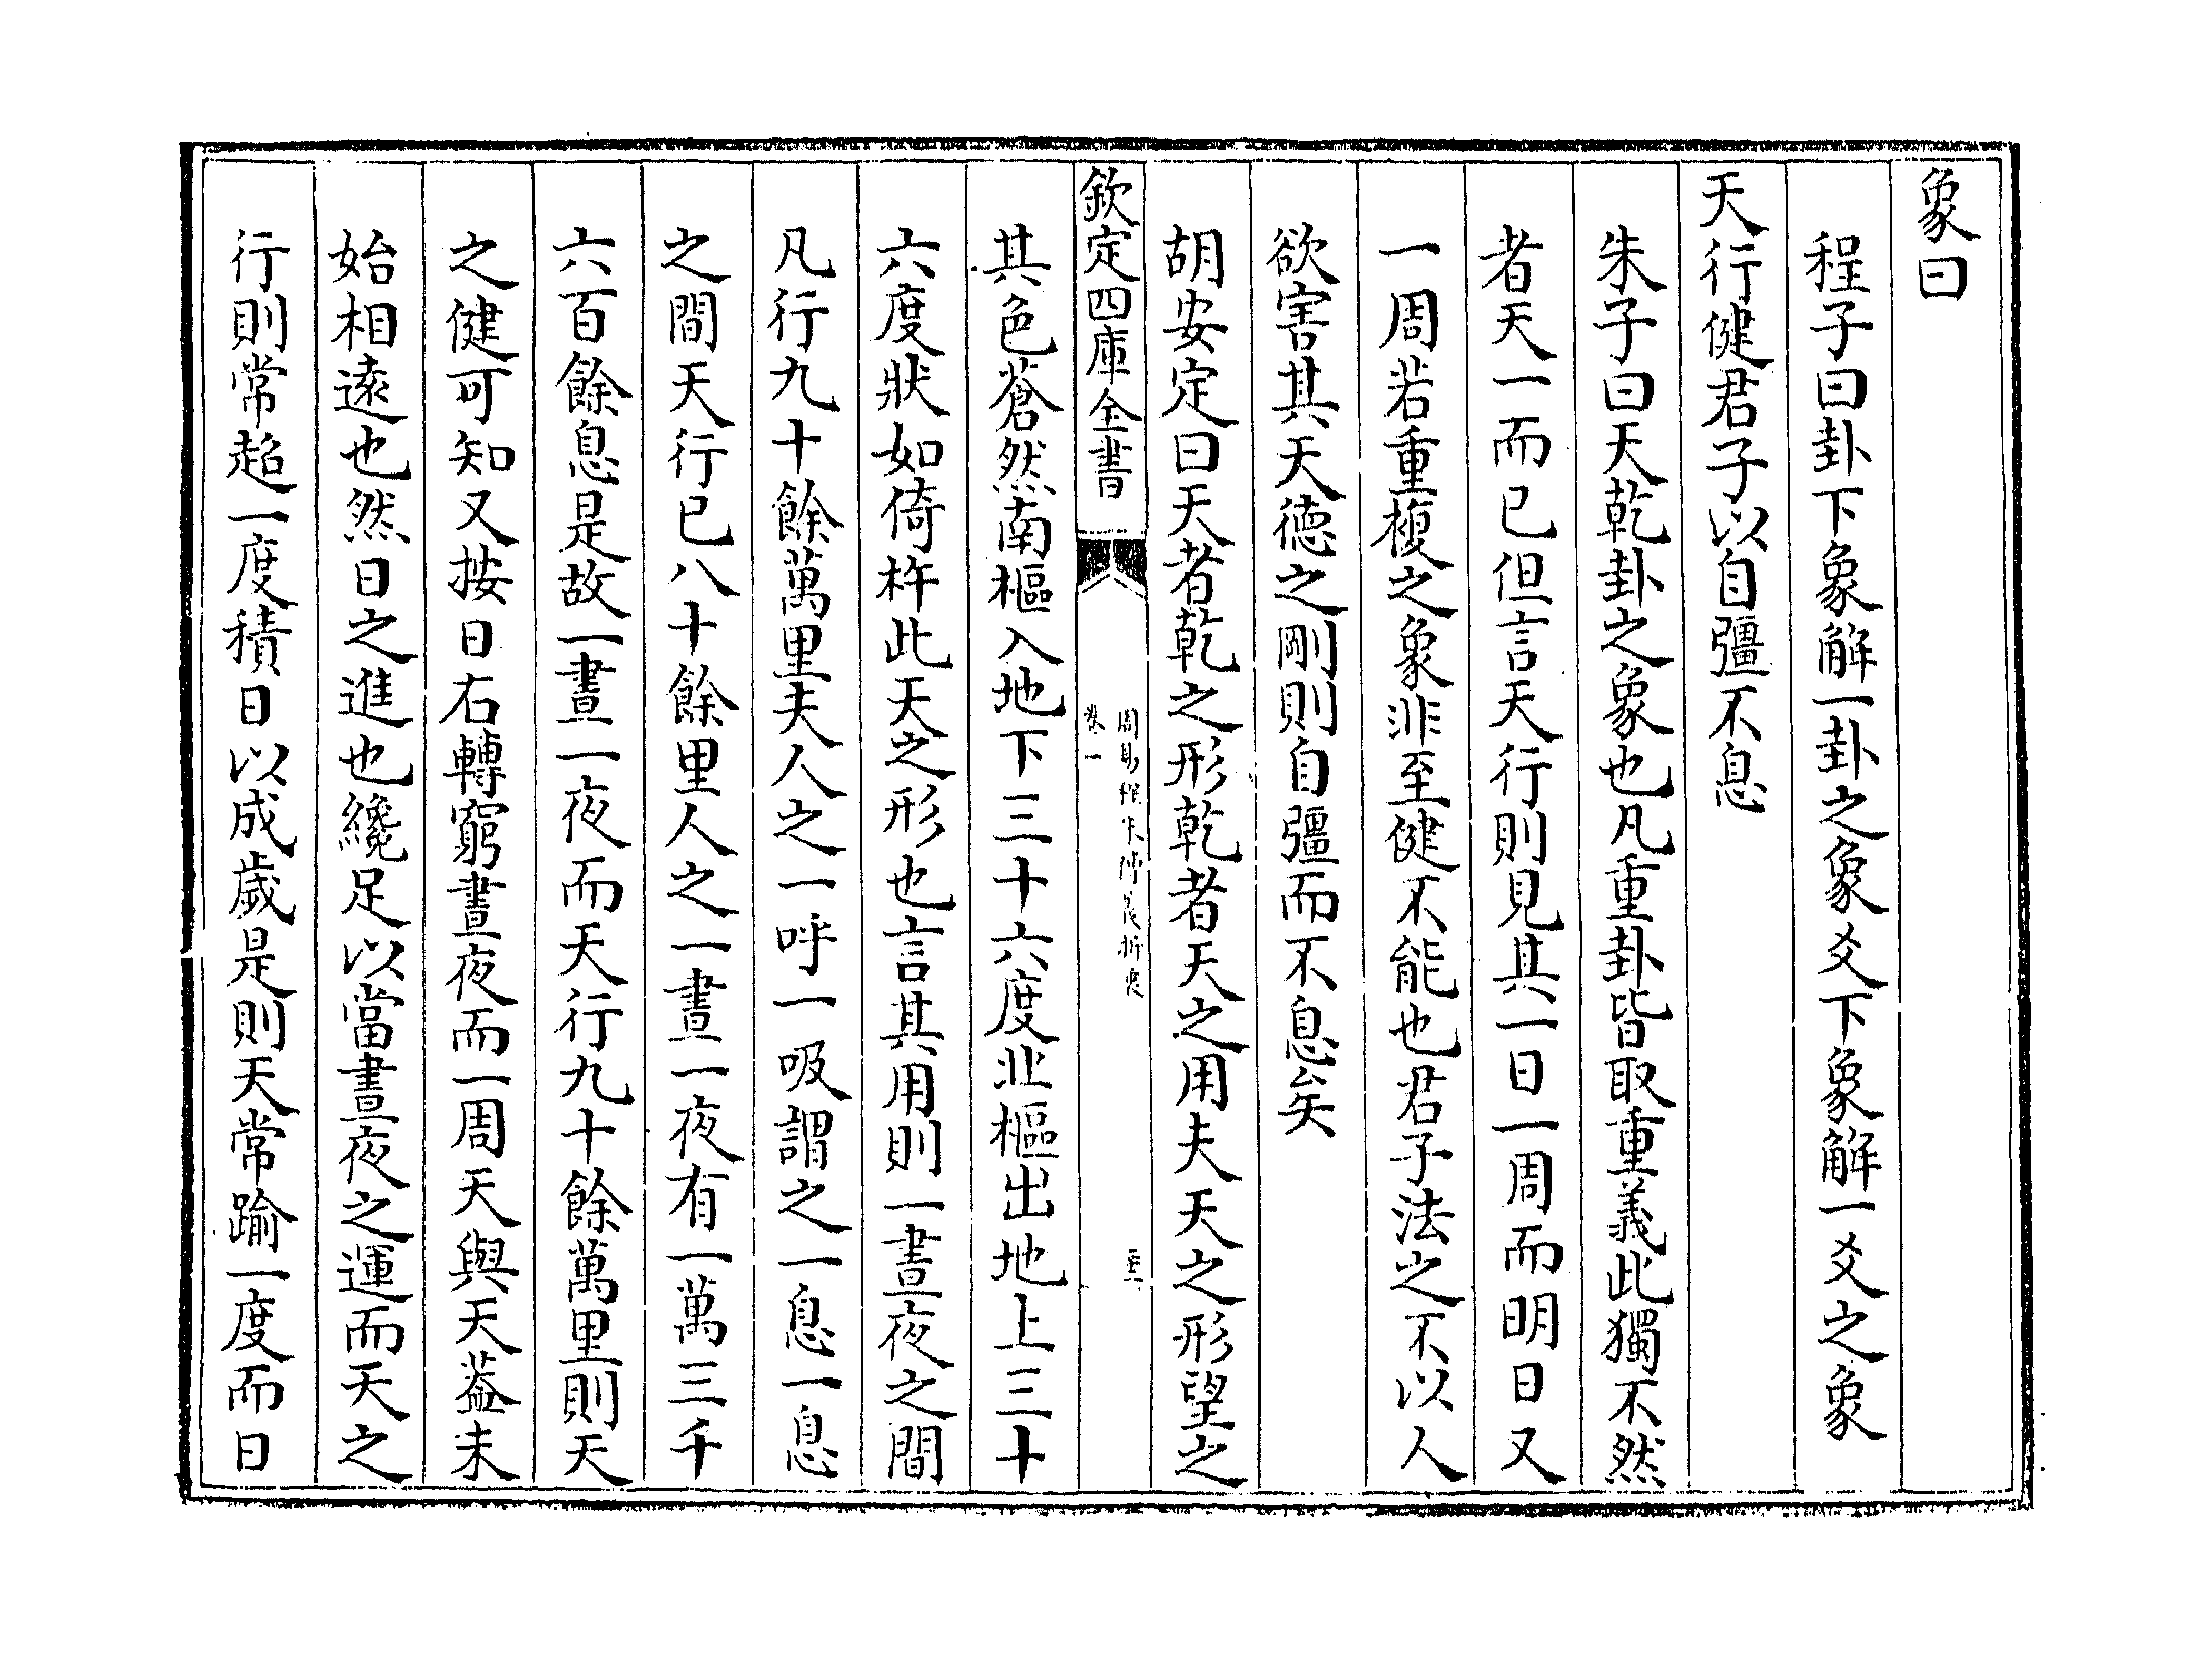 象曰
程子曰卦下象解一卦之象爻下象解一爻之象
天行健君子以自彊不息
朱子曰天乾卦之象也凡重卦皆取重義此獨不然
者天一而已但言天行則見其一日一周而明日又
一周若重複之象非至健不能也君子法之不以人
欲害其天德之剛則自彊而不息矣
胡安定曰天者乾之形乾者天之用夫天之形望之
欽定四庫全書
周易程朱傳義折衷
卷一
其色蒼然南樞入地下三十六度北樞出地上三十
六度狀如倚杵此天之形也言其用則一晝夜之間
凡行九十餘萬里夫人之一呼一吸謂之一息一息
之間天行已八十餘里人之一晝一夜有一萬三千
六百餘息是故一晝一夜而天行九十餘萬里則天
之健可知又按日右轉窮晝夜而一周天與天蓋未
始相遠也然日之進也纔足以當晝夜之運而天之
行則常超一度積日以成歲是則天常踰一度而日